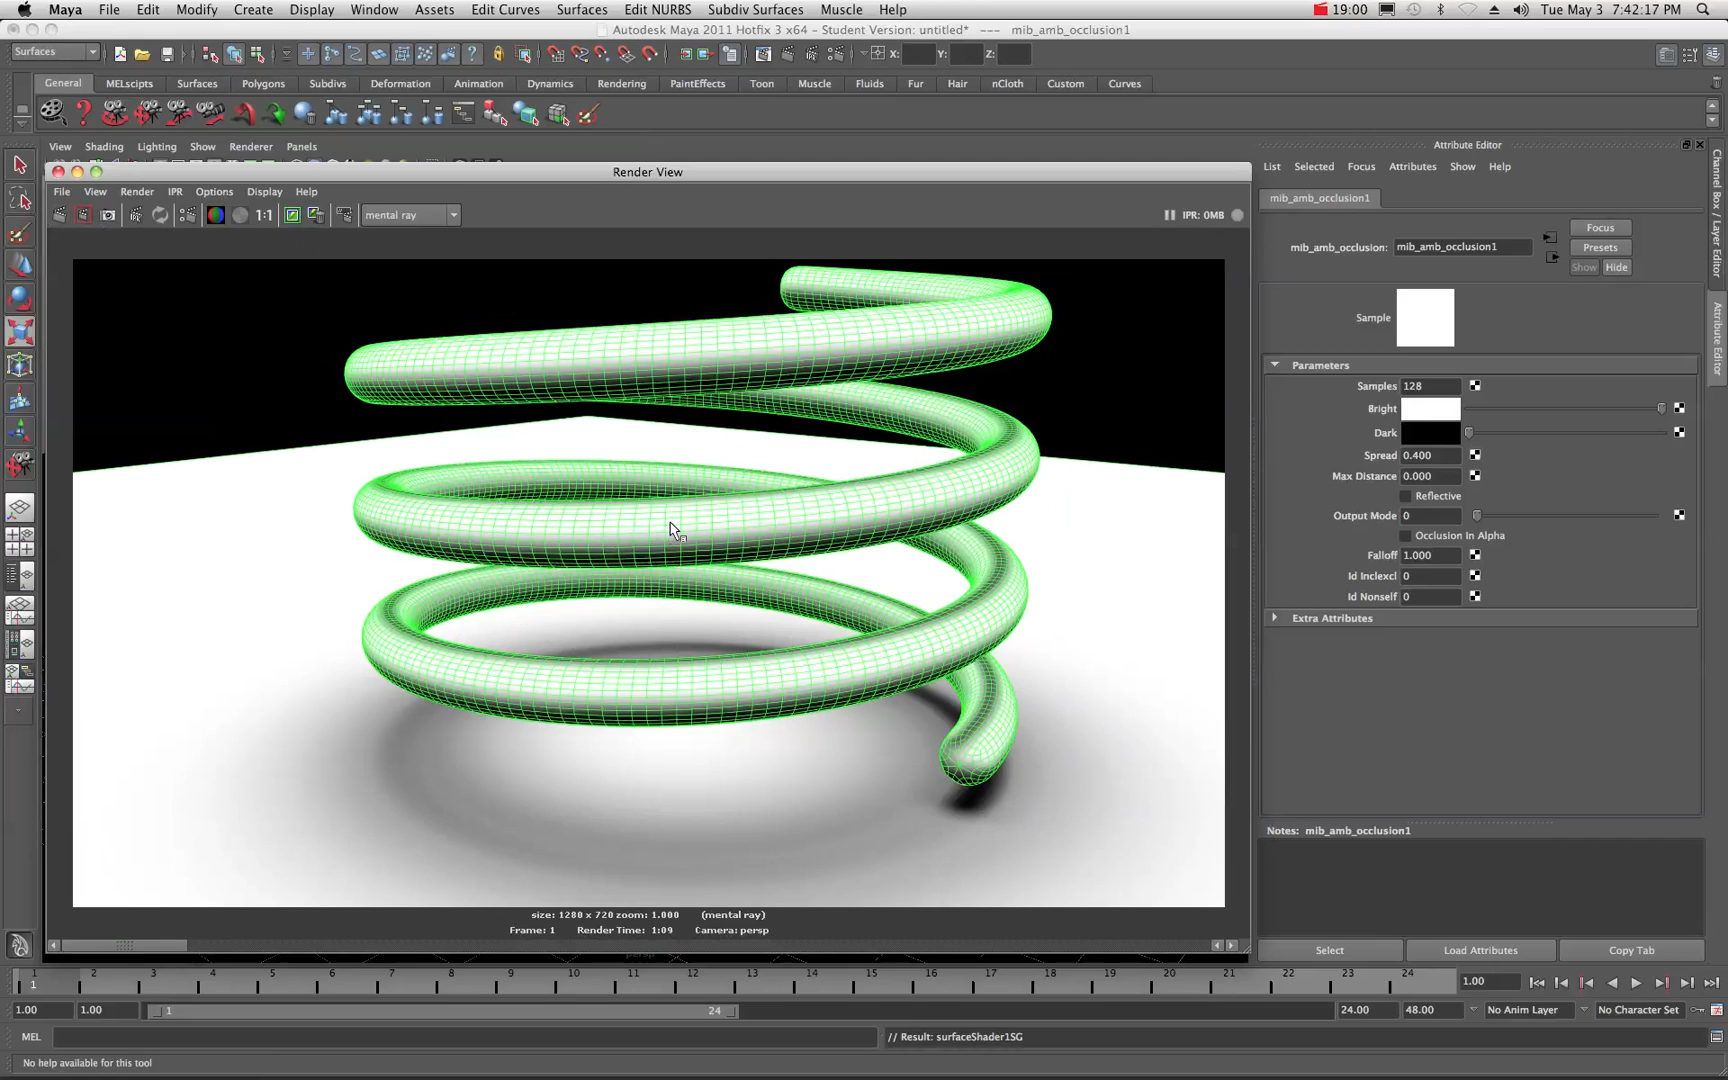 Maya File Edit Modify Create Display Window Assets Edit Curves Surfaces Edit NURBS Subdiv Surfaces Muscle Help 19:00 Tue May 3 7:42:17 PM
Autodesk Maya 2011 Hotfix 3 x64 - Student Version: untitled* --- mib_amb_occlusion1
Surfaces X: Y: Z:
General MELscipts Surfaces Polygons Subdivs Deformation Animation Dynamics Rendering PaintEffects Toon Muscle Fluids Fur Hair nCloth Custom Curves
View Shading Lighting Show Renderer Panels
Render View
File View Render IPR Options Display Help
1:1 mental ray IPR: 0MB
size: 1280 x 720 zoom: 1.000 (mental ray)
Frame: 1 Render Time: 1:09 Camera: persp
persp
Attribute Editor
List Selected Focus Attributes Show Help
mib_amb_occlusion1
mib_amb_occlusion: mib_amb_occlusion1
Focus
Presets
Show Hide
Sample
Parameters
Samples 128
Bright
Dark
Spread 0.400
Max Distance 0.000
Reflective
Output Mode 0
Occlusion In Alpha
Falloff 1.000
Id Inclexcl 0
Id Nonself 0
Extra Attributes
Notes: mib_amb_occlusion1
Select Load Attributes Copy Tab
Channel Box / Layer Editor
Attribute Editor
1 2 3 4 5 6 7 8 9 10 11 12 13 14 15 16 17 18 19 20 21 22 23 24
1 1.00
1.00 1.00 1 24 24.00 48.00 No Anim Layer No Character Set
MEL // Result: surfaceShader1SG
No help available for this tool